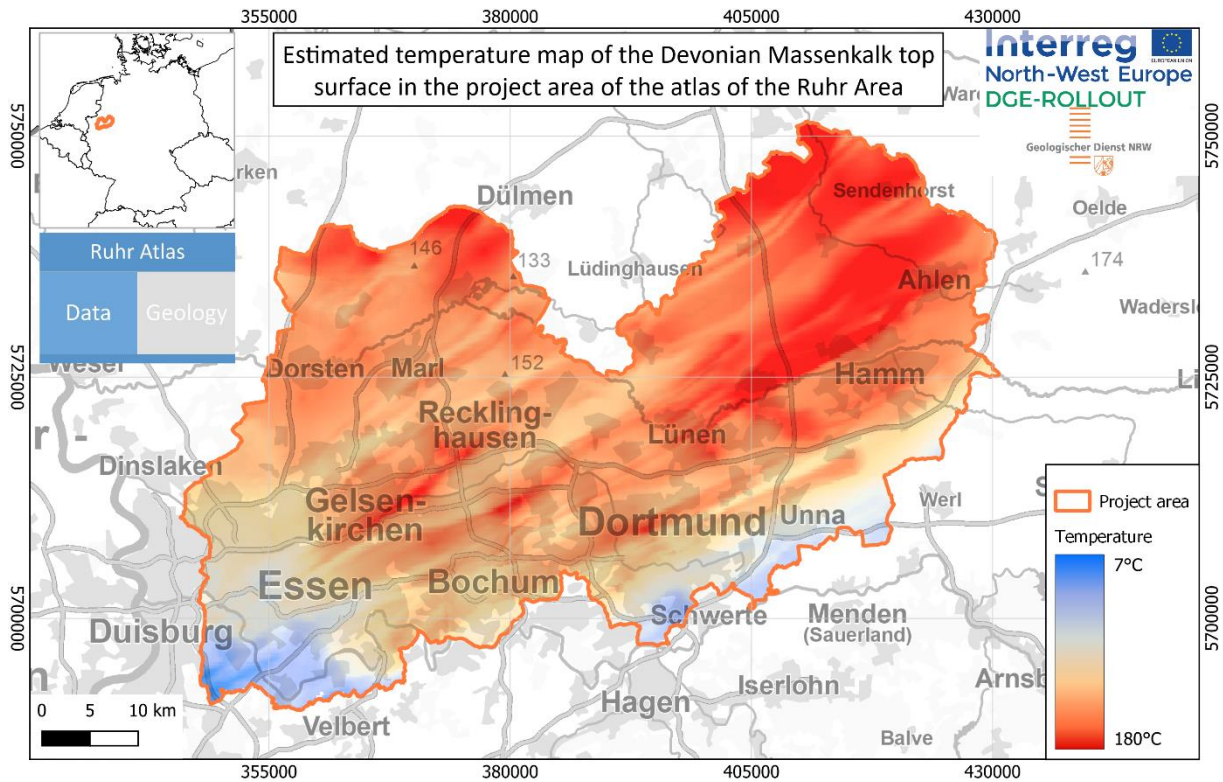 355000 380000 405000 430000
Estimated temperature map of the Devonian Massenkalk top
surface in the project area of the atlas of the Ruhr Area
Interreg
EUROPEAN UNION
North-West Europe
DGE-ROLLOUT
Geologischer Dienst NRW
5750000
5750000
Ware
rken
Sendenhorst
Dülmen
Oelde
Ruhr Atlas
Data
Geology
146
133
Lüdinghausen
174
Ahlen
Wadersl
Wesel
Dorsten
Marl
152
Hamm
5725000
5725000
Reckling-
hausen
Lünen
Li
r -
Dinslaken
Gelsen-
kirchen
Dortmund
Unna
Werl
S
Project area
Temperature
7°C
180°C
Essen
Bochum
5700000
5700000
Duisburg
Schwerte
Menden
(Sauerland)
n
Hagen
Iserlohn
Arnsb
0 5 10 km
Velbert
Balve
355000 380000 405000 430000